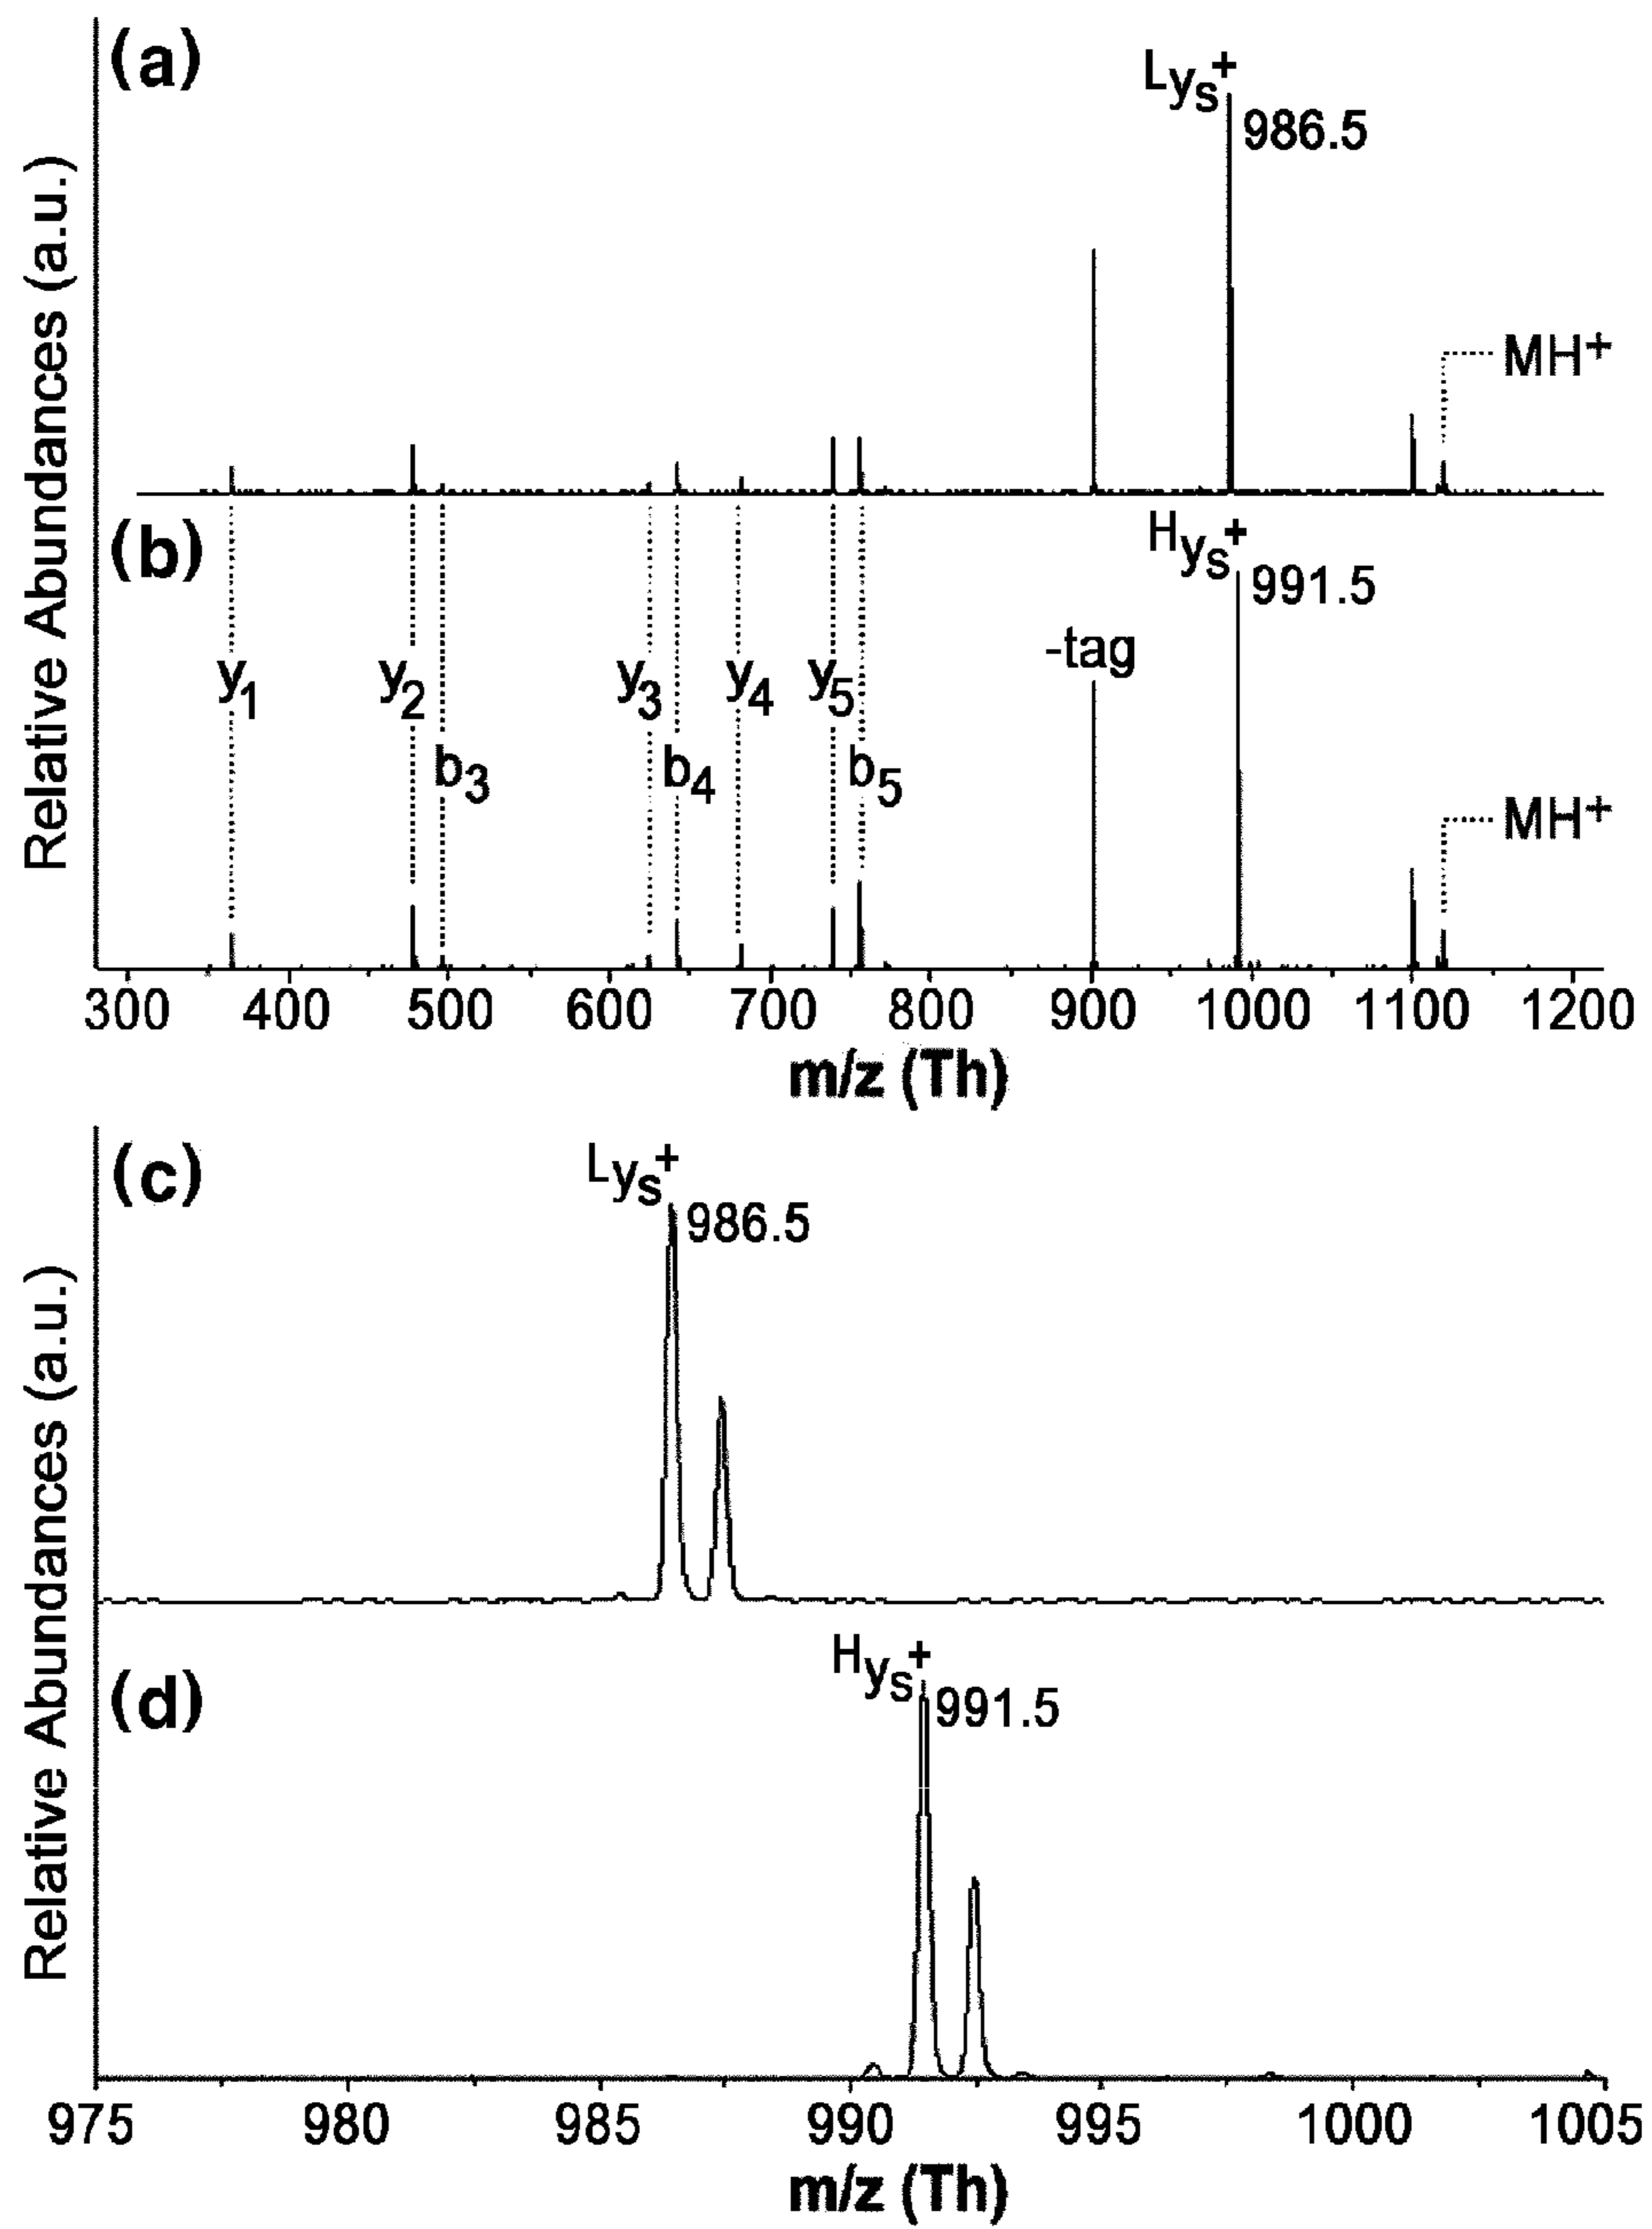 (a)
Lys+
986.5
MH+
Relative Abundances (a.u.)
(b)
Hys+
991.5
-tag
y1
y2
y3
y4
y5
b3
b4
b5
MH+
300 400 500 600 700 800 900 1000 1100 1200
m/z (Th)
(c)
Lys+
986.5
Relative Abundances (a.u.)
(d)
Hys+
991.5
975 980 985 990 995 1000 1005
m/z (Th)